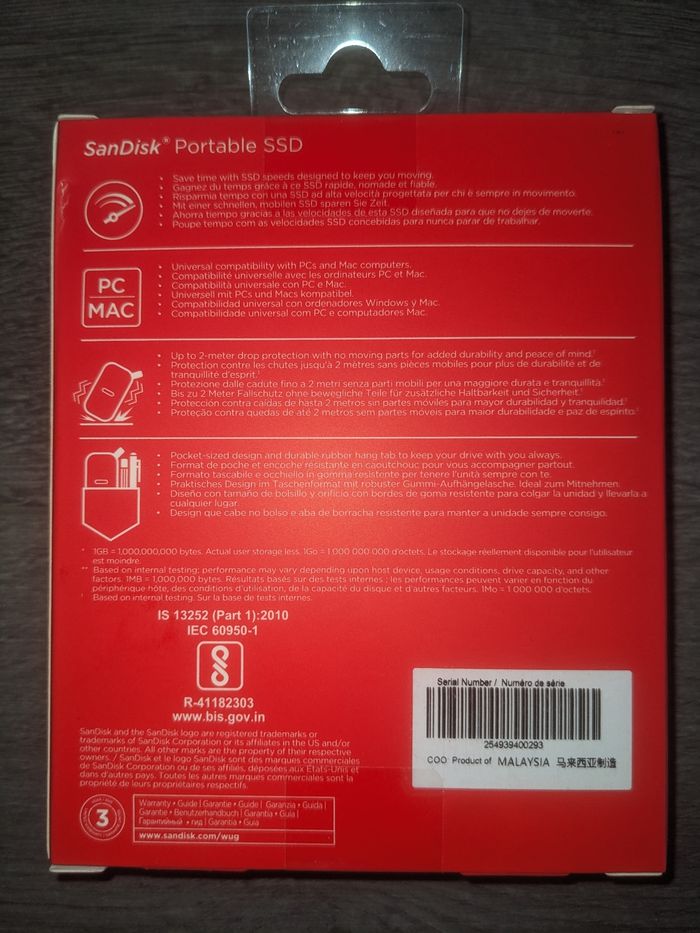 SanDisk® Portable SSD
• Save time with SSD speeds designed to keep you moving.
• Gagnez du temps grâce à ce SSD rapide, nomade et fiable.
• Risparmia tempo con una SSD ad alta velocità progettata per chi è sempre in movimento.
• Mit einer schnellen, mobilen SSD sparen Sie Zeit.
• Ahorra tiempo gracias a las velocidades de esta SSD diseñada para que no dejes de moverte.
• Poupe tempo com as velocidades SSD concebidas para nunca parar de trabalhar.
PC
MAC
• Universal compatibility with PCs and Mac computers.
• Compatibilité universelle avec les ordinateurs PC et Mac.
• Compatibilità universale con PC e Mac.
• Universell mit PCs und Macs kompatibel.
• Compatibilidad universal con ordenadores Windows y Mac.
• Compatibilidade universal com PC e computadores Mac.
• Up to 2-meter drop protection with no moving parts for added durability and peace of mind.†
• Protection contre les chutes jusqu'à 2 mètres sans pièces mobiles pour plus de durabilité et de
tranquillité d'esprit.†
• Protezione dalle cadute fino a 2 metri senza parti mobili per una maggiore durata e tranquillità.†
• Bis zu 2 Meter Fallschutz ohne bewegliche Teile für zusätzliche Haltbarkeit und Sicherheit.†
• Protección contra caídas de hasta 2 metros sin partes móviles para mayor durabilidad y tranquilidad.†
• Proteção contra quedas de até 2 metros sem partes móveis para maior durabilidade e paz de espírito.†
• Pocket-sized design and durable rubber hang tab to keep your drive with you always.
• Format de poche et encoche résistante en caoutchouc pour vous accompagner partout.
• Formato tascabile e occhiello in gomma resistente per tenere l'unità sempre con te.
• Praktisches Design im Taschenformat mit robuster Gummi-Aufhängelasche. Ideal zum Mitnehmen.
• Diseño con tamaño de bolsillo y orificio con bordes de goma resistente para colgar la unidad y llevarla a
cualquier lugar.
• Design que cabe no bolso e aba de borracha resistente para manter a unidade sempre consigo.
* 1GB = 1,000,000,000 bytes. Actual user storage less. 1Go = 1 000 000 000 d'octets. Le stockage réellement disponible pour l'utilisateur
est moindre.
** Based on internal testing; performance may vary depending upon host device, usage conditions, drive capacity, and other
factors. 1MB = 1,000,000 bytes. Résultats basés sur des tests internes ; les performances peuvent varier en fonction du
périphérique hôte, des conditions d'utilisation, de la capacité du disque et d'autres facteurs. 1Mo = 1 000 000 d'octets.
† Based on internal testing. Sur la base de tests internes.
IS 13252 (Part 1):2010
IEC 60950-1
R-41182303
www.bis.gov.in
SanDisk and the SanDisk logo are registered trademarks or
trademarks of SanDisk Corporation or its affiliates in the US and/or
other countries. All other marks are the property of their respective
owners. / SanDisk et le logo SanDisk sont des marques commerciales
de SanDisk Corporation ou de ses affiliés, déposées aux États-Unis et
dans d'autres pays. Toutes les autres marques commerciales sont la
propriété de leurs propriétaires respectifs.
3
Warranty • Guide | Garantie • Guide | Garanzia • Guida |
Garantie • Benutzerhandbuch | Garantía • Guía |
Гарантийный • гид | Garantia • Guia
www.sandisk.com/wug
Serial Number / Numéro de série
254939400293
COO: Product of MALAYSIA 马来西亚制造